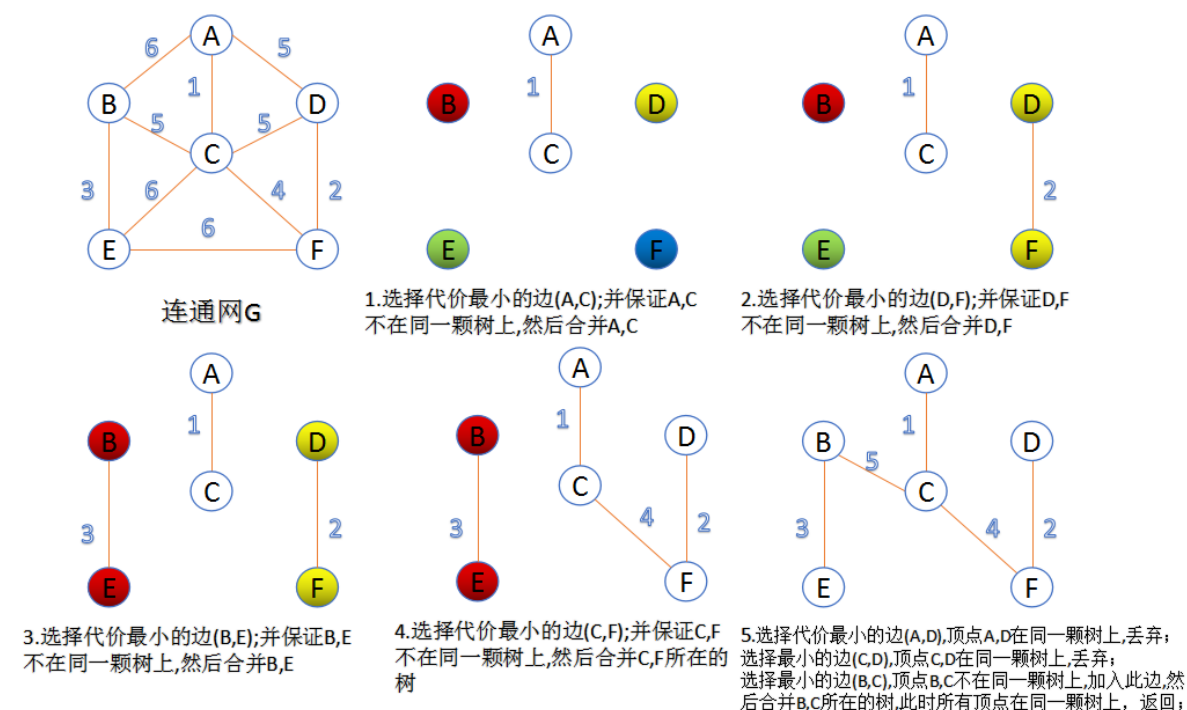 A
6 5
1
B D
5 5
C
3 6 4 2
6
E F
连通网G
A
1
B D
C
E F
1.选择代价最小的边(A,C);并保证A,C
不在同一颗树上,然后合并A,C
A
1
B D
C
2
E F
2.选择代价最小的边(D,F);并保证D,F
不在同一颗树上,然后合并D,F
A
1
B D
C
3 2
E F
3.选择代价最小的边(B,E);并保证B,E
不在同一颗树上,然后合并B,E
A
1
B D
C
3 4 2
E F
4.选择代价最小的边(C,F);并保证C,F
不在同一颗树上,然后合并C,F所在的
树
A
1
B D
5
C
3 4 2
E F
5.选择代价最小的边(A,D),顶点A,D在同一颗树上,丢弃；
选择最小的边(C,D),顶点C,D在同一颗树上,丢弃；
选择最小的边(B,C),顶点B,C不在同一颗树上,加入此边,然
后合并B,C所在的树,此时所有顶点在同一颗树上，返回；